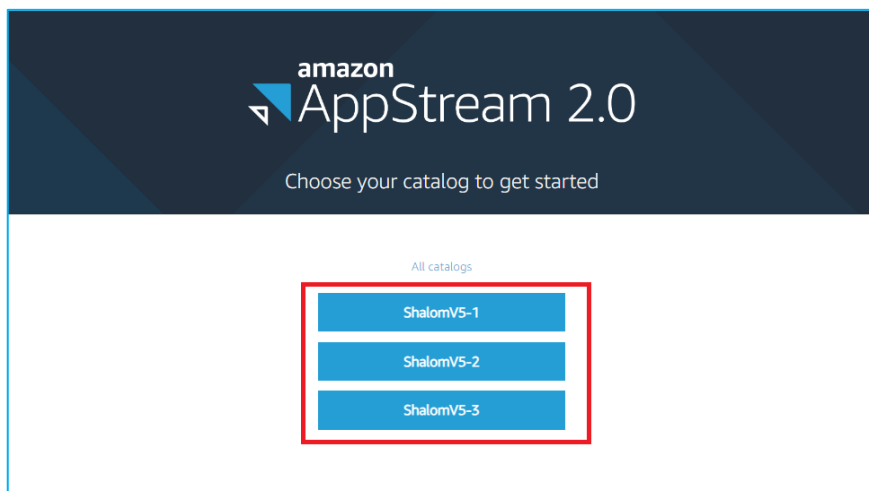 amazon
AppStream 2.0
Choose your catalog to get started
All catalogs
ShalomV5-1
ShalomV5-2
ShalomV5-3